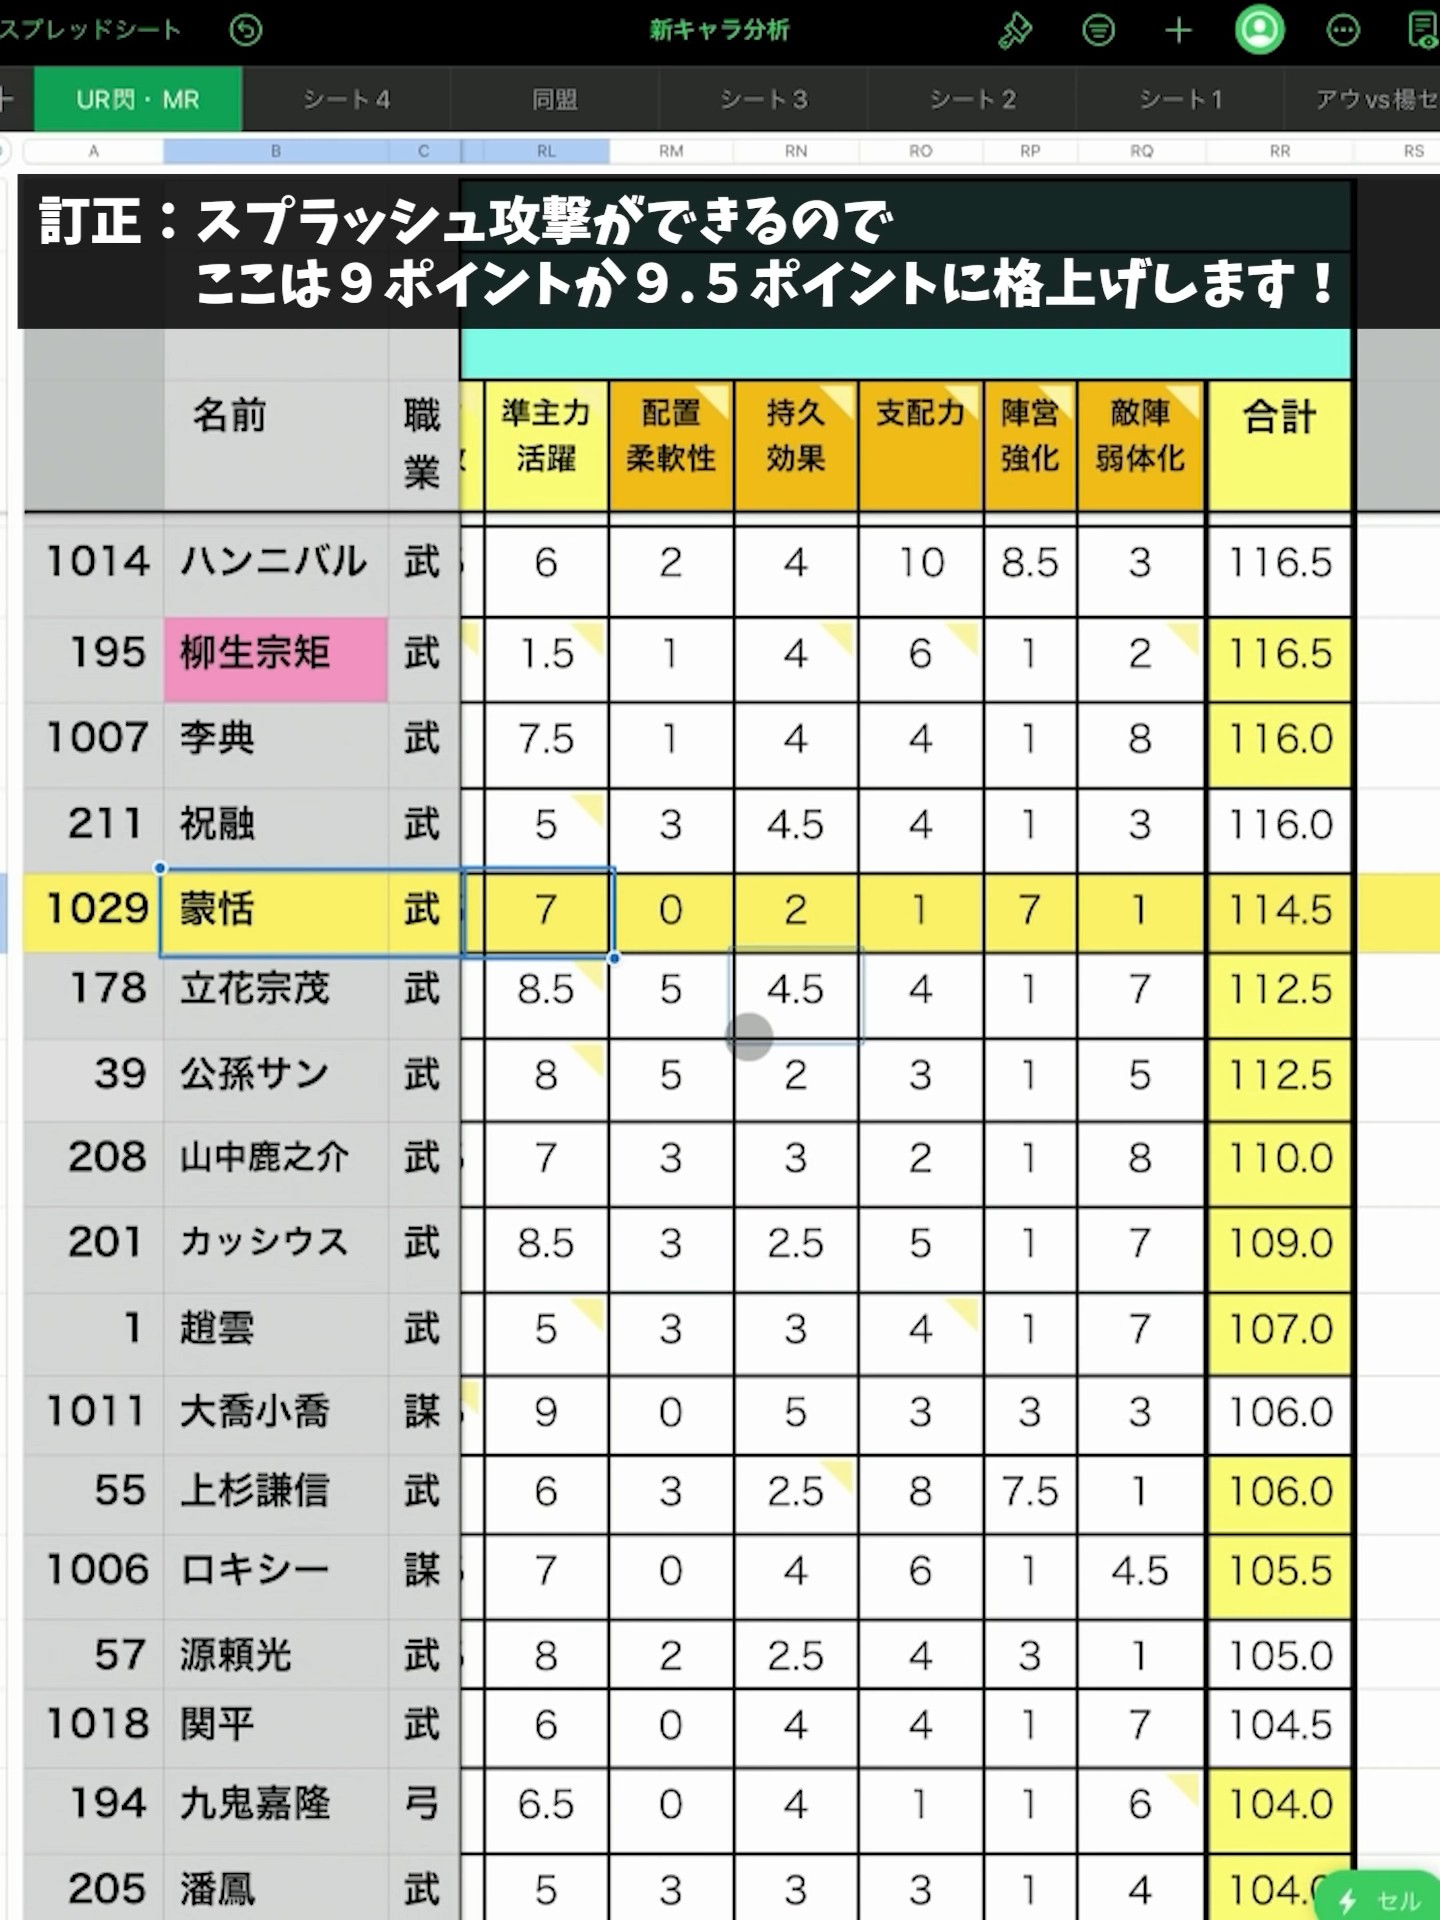 スプレッドシート 新キャラ分析
UR閃・MR シート4 同盟 シート3 シート2 シート1 アウvs楊セ
A B C RL RM RN RO RP RQ RR RS
訂正：スプラッシュ攻撃ができるので
ここは９ポイントか９.５ポイントに格上げします！
名前 職業 準主力活躍 配置柔軟性 持久効果 支配力 陣営強化 敵陣弱体化 合計
1014 ハンニバル 武 6 2 4 10 8.5 3 116.5
195 柳生宗矩 武 1.5 1 4 6 1 2 116.5
1007 李典 武 7.5 1 4 4 1 8 116.0
211 祝融 武 5 3 4.5 4 1 3 116.0
1029 蒙恬 武 7 0 2 1 7 1 114.5
178 立花宗茂 武 8.5 5 4.5 4 1 7 112.5
39 公孫サン 武 8 5 2 3 1 5 112.5
208 山中鹿之介 武 7 3 3 2 1 8 110.0
201 カッシウス 武 8.5 3 2.5 5 1 7 109.0
1 趙雲 武 5 3 3 4 1 7 107.0
1011 大喬小喬 謀 9 0 5 3 3 3 106.0
55 上杉謙信 武 6 3 2.5 8 7.5 1 106.0
1006 ロキシー 謀 7 0 4 6 1 4.5 105.5
57 源頼光 武 8 2 2.5 4 3 1 105.0
1018 関平 武 6 0 4 4 1 7 104.5
194 九鬼嘉隆 弓 6.5 0 4 1 1 6 104.0
205 潘鳳 武 5 3 3 3 1 4 104.
セル